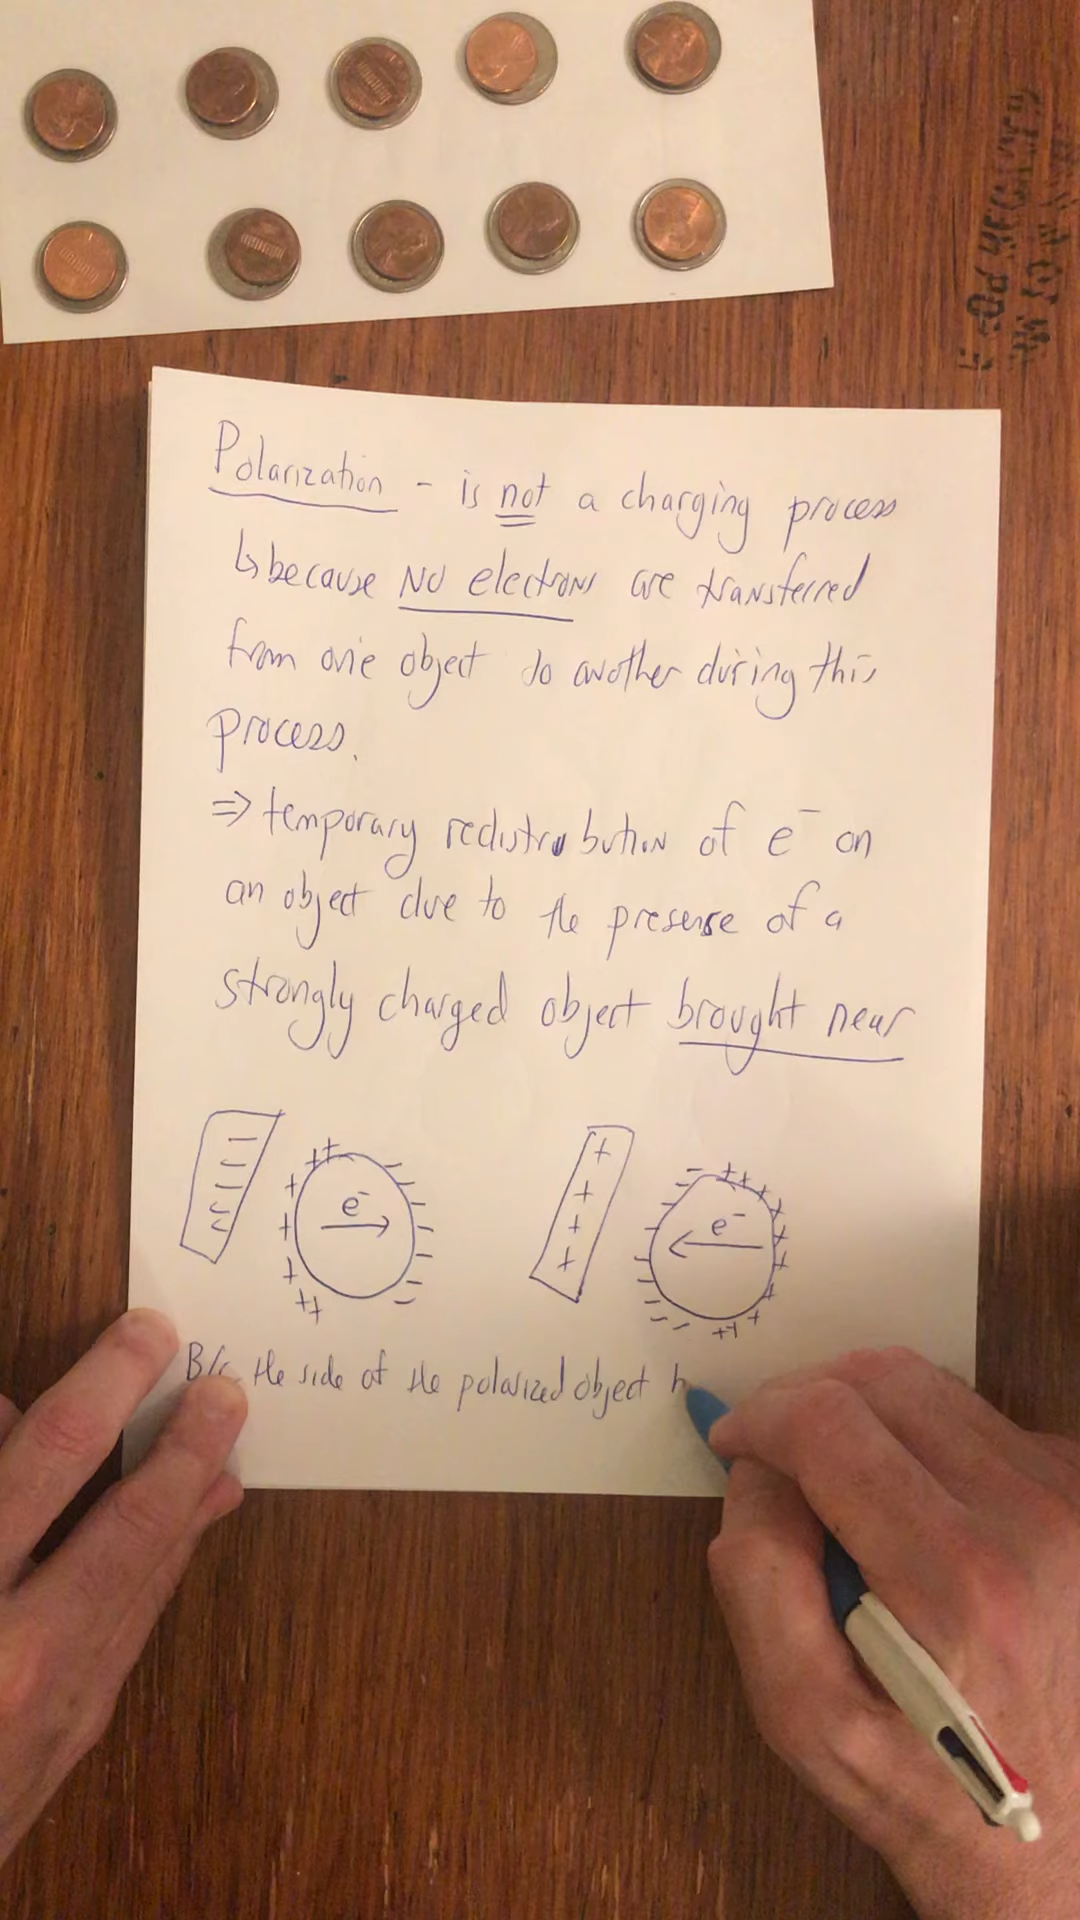 Polarization - is not a charging process
↳ because NO electrons are transferred
from one object to another during this
process.
⇒ temporary redistribution of e⁻ on
an object due to the presense of a
strongly charged object brought near
− − − − −
+ + + + + + + +
e⁻ →
− − − − − −
+ + + +
− − − − − − − −
← e⁻
+ + + + + + + + + +
B/c the side of the polarized object